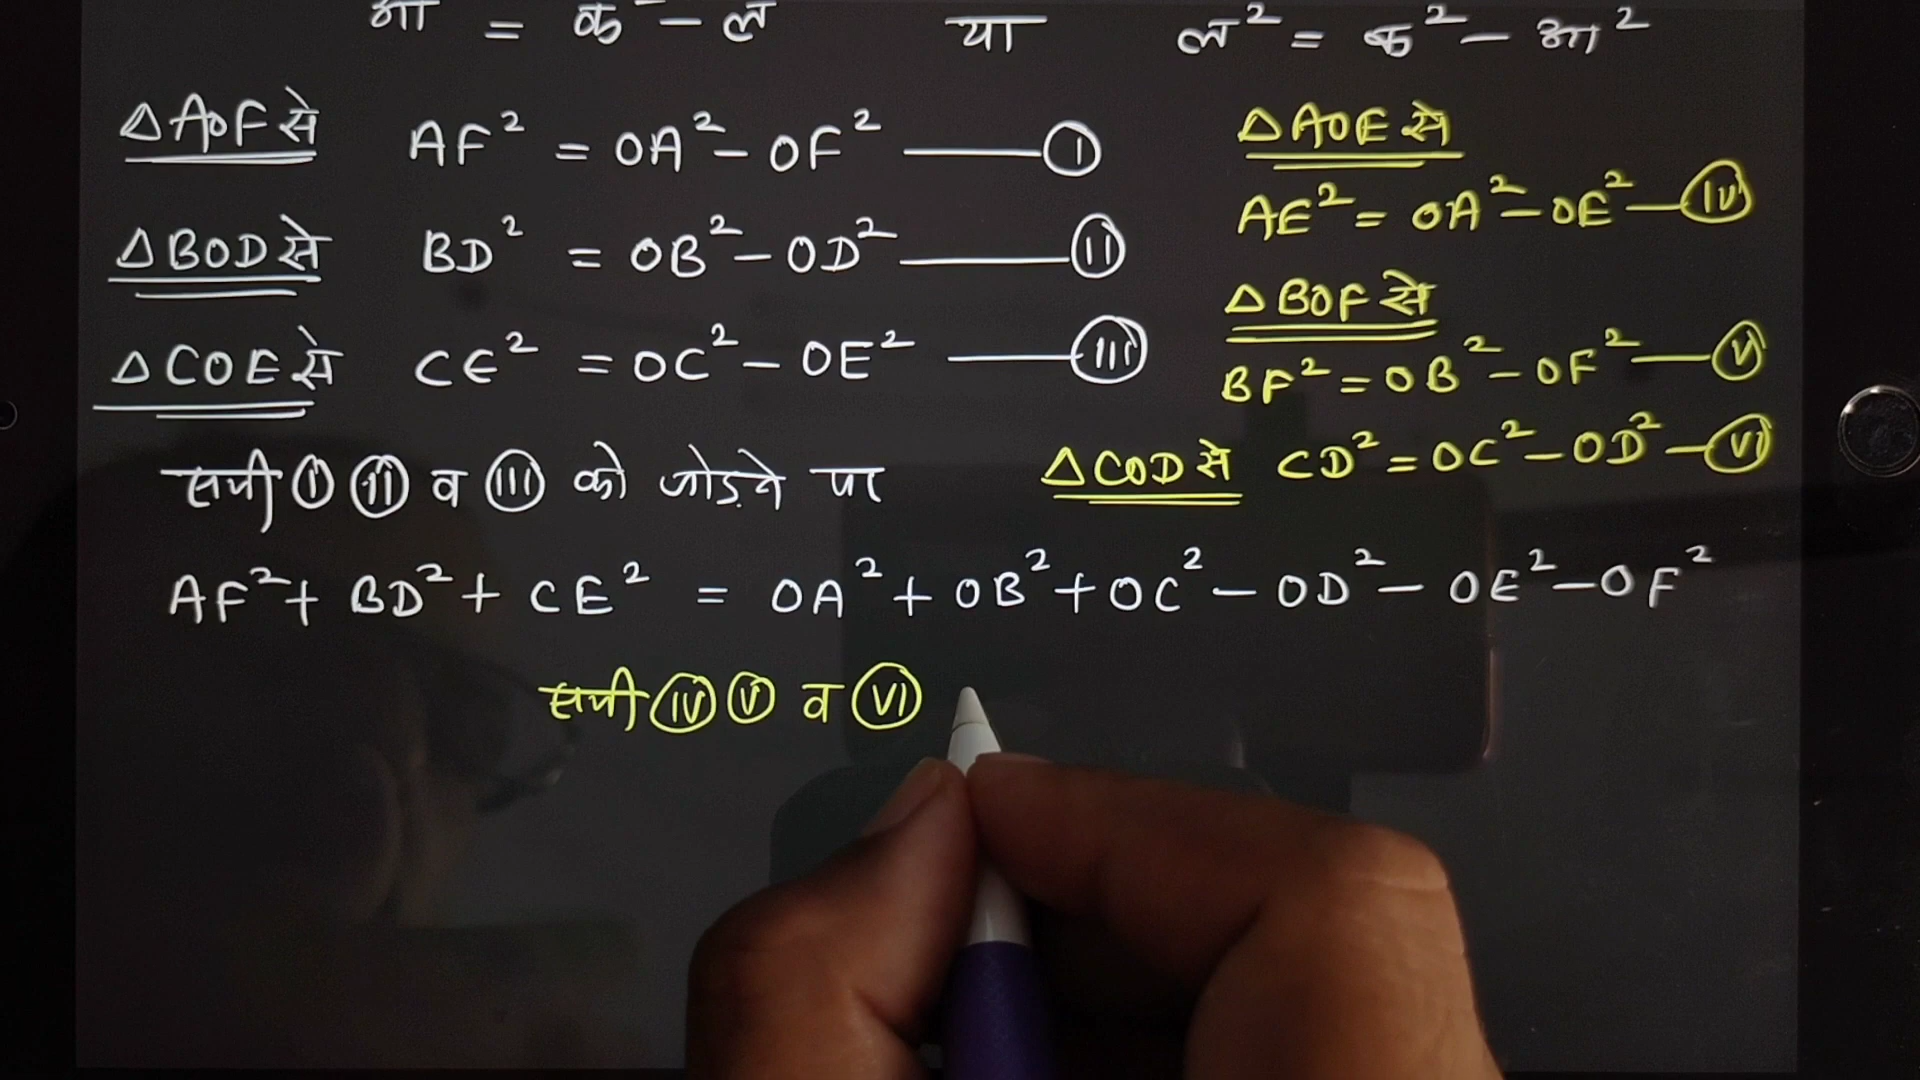 = क² - ल या ल² = क² - आ²
△AOF से AF² = OA² - OF² — I
△BOD से BD² = OB² - OD² — II
△COE से CE² = OC² - OE² — III
△AOE से
AE² = OA² - OE² — IV
△BOF से
BF² = OB² - OF² — V
△COD से CD² = OC² - OD² — VI
समी I II व III को जोड़ने पर
AF² + BD² + CE² = OA² + OB² + OC² - OD² - OE² - OF²
समी IV V व VI